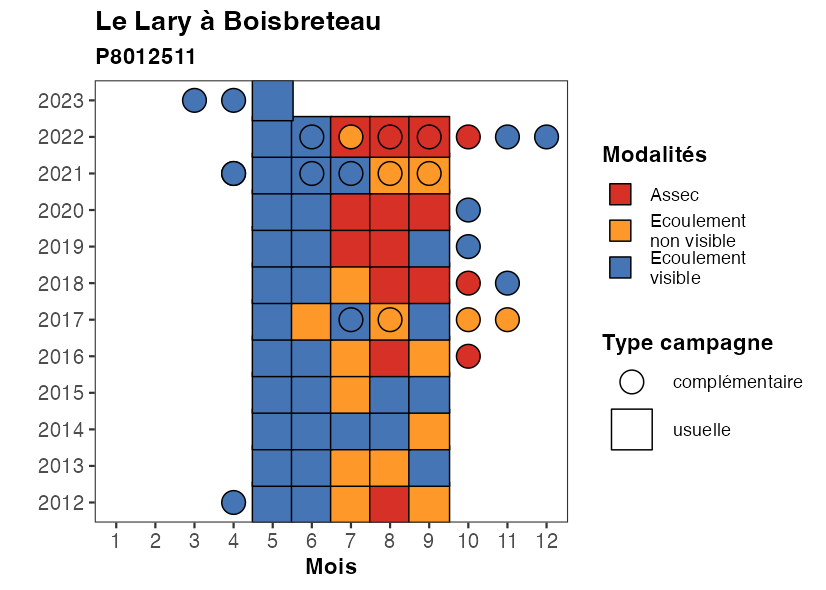 Le Lary à Boisbreteau
P8012511
2023
2022
2021
2020
2019
2018
2017
2016
2015
2014
2013
2012
1 2 3 4 5 6 7 8 9 10 11 12
Mois
Modalités
Assec
Ecoulement
non visible
Ecoulement
visible
Type campagne
complémentaire
usuelle